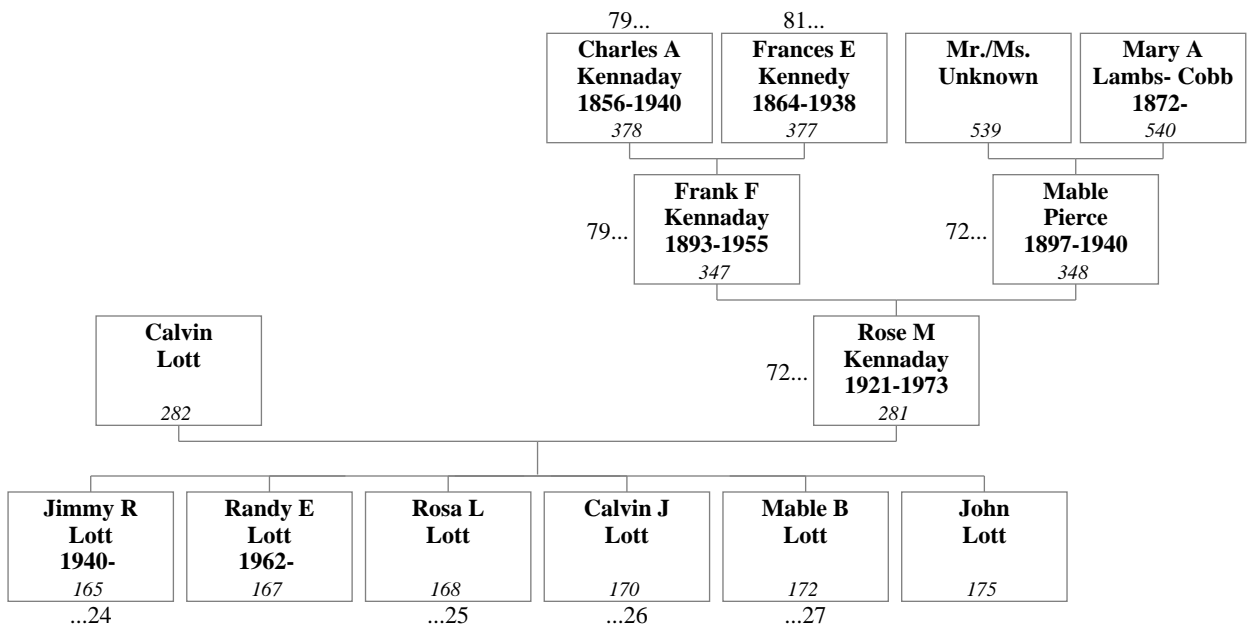 79...
81...
Charles A
Kennaday
1856-1940
378
Frances E
Kennedy
1864-1938
377
Mr./Ms.
Unknown
539
Mary A
Lambs- Cobb
1872-
540
79...
Frank F
Kennaday
1893-1955
347
72...
Mable
Pierce
1897-1940
348
Calvin
Lott
282
72...
Rose M
Kennaday
1921-1973
281
Jimmy R
Lott
1940-
165
...24
Randy E
Lott
1962-
167
Rosa L
Lott
168
...25
Calvin J
Lott
170
...26
Mable B
Lott
172
...27
John
Lott
175